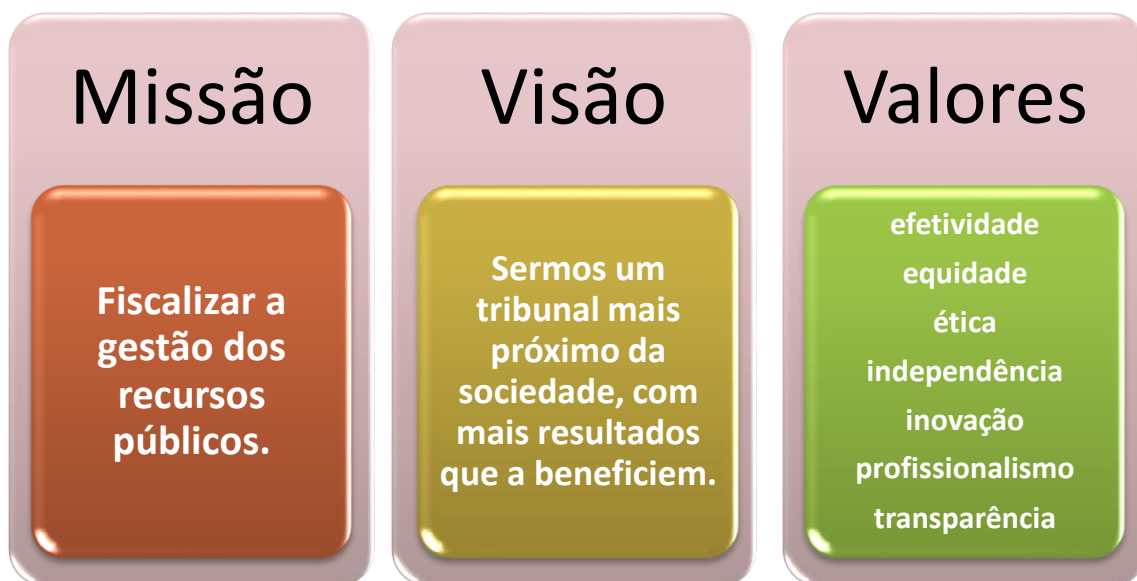 Missão
Fiscalizar a
gestão dos
recursos
públicos.
Visão
Sermos um
tribunal mais
próximo da
sociedade, com
mais resultados
que a beneficiem.
Valores
efetividade
equidade
ética
independência
inovação
profissionalismo
transparência